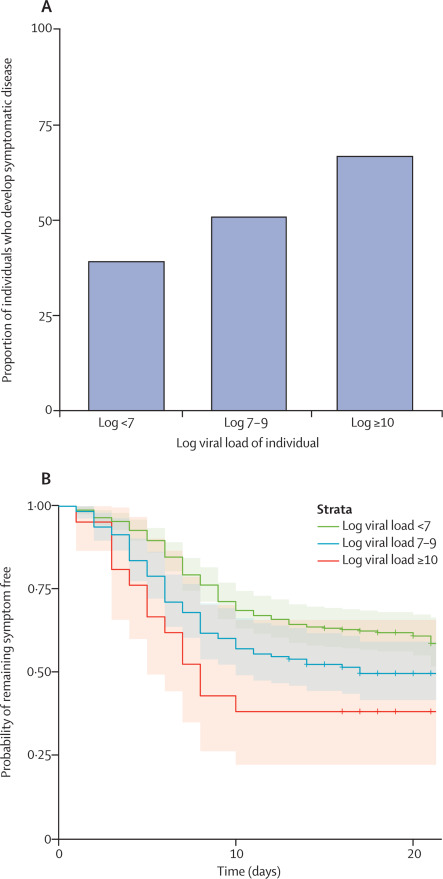 A
Proportion of individuals who develop symptomatic disease
100
75
50
25
0
Log <7
Log 7–9
Log ≥10
Log viral load of individual
B
Probability of remaining symptom free
1·00
0·75
0·50
0·25
0
Strata
Log viral load <7
Log viral load 7–9
Log viral load ≥10
0
10
20
Time (days)